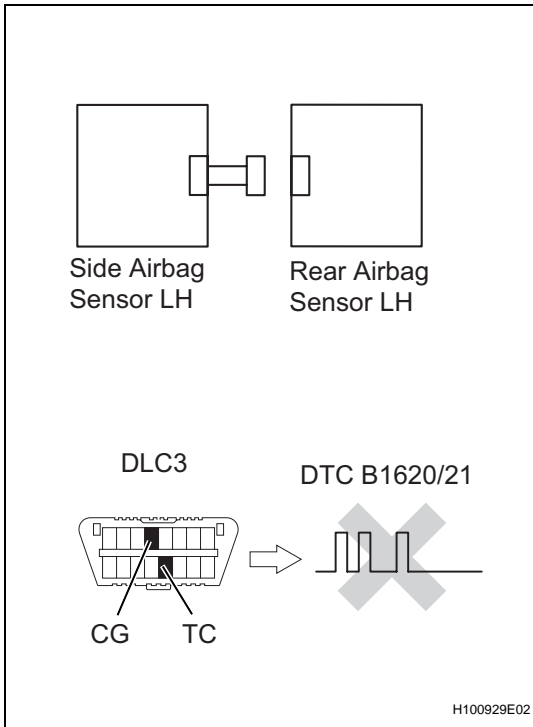 Side Airbag
Sensor LH
Rear Airbag
Sensor LH
DLC3
DTC B1620/21
CG
TC
H100929E02